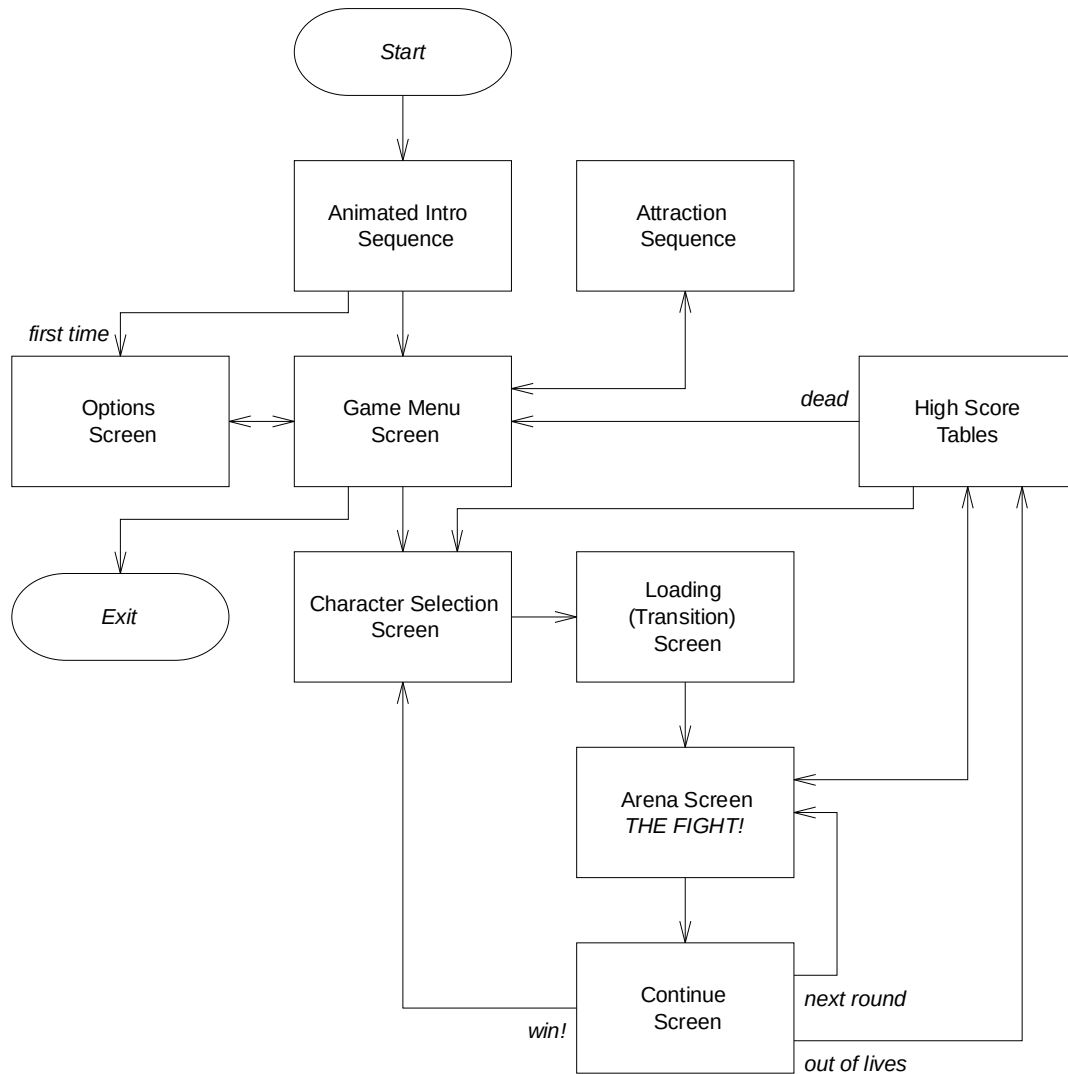 Start
Animated Intro
Sequence
Attraction
Sequence
first time
Options
Screen
Game Menu
Screen
dead
High Score
Tables
Exit
Character Selection
Screen
Loading
(Transition)
Screen
Arena Screen
THE FIGHT!
Continue
Screen
next round
win!
out of lives